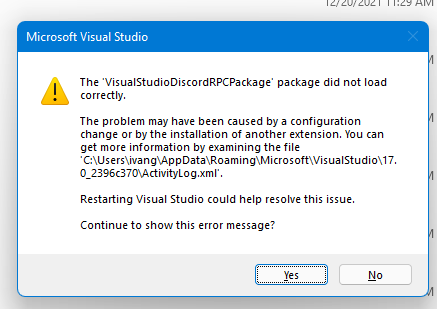 12/20/2021 11:29 AM
Microsoft Visual Studio
The 'VisualStudioDiscordRPCPackage' package did not load
correctly.
The problem may have been caused by a configuration
change or by the installation of another extension. You can
get more information by examining the file
'C:\Users\ivang\AppData\Roaming\Microsoft\VisualStudio\17.
0_2396c370\ActivityLog.xml'.
Restarting Visual Studio could help resolve this issue.
Continue to show this error message?
Yes
No